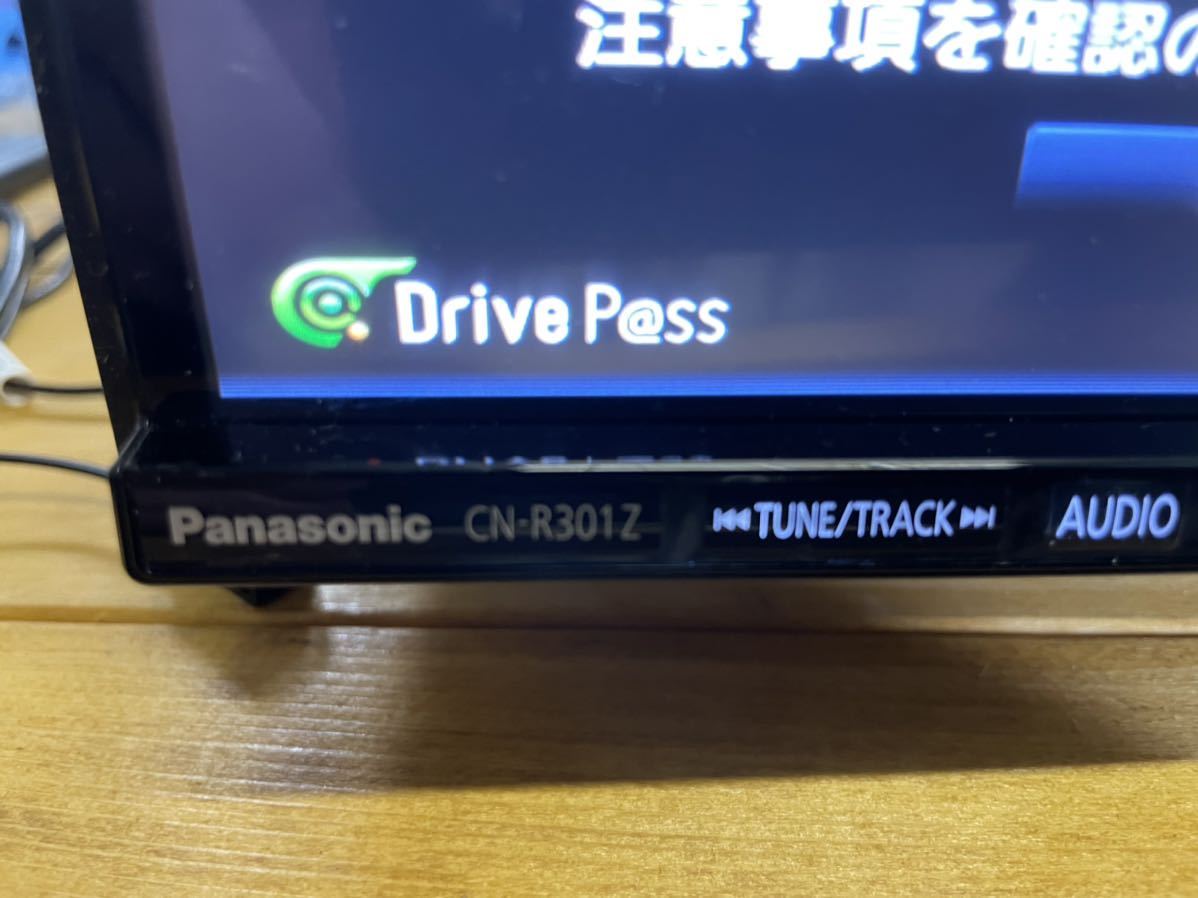 注意事項を確認の
Drive P@ss
Panasonic CN-R301Z ⏮TUNE/TRACK⏭ AUDIO